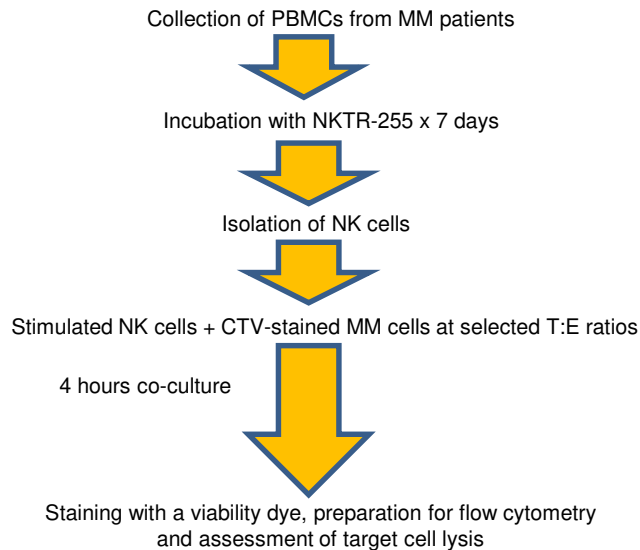 Collection of PBMCs from MM patients
Incubation with NKTR-255 x 7 days
Isolation of NK cells
Stimulated NK cells + CTV-stained MM cells at selected T:E ratios
4 hours co-culture
Staining with a viability dye, preparation for flow cytometry
and assessment of target cell lysis